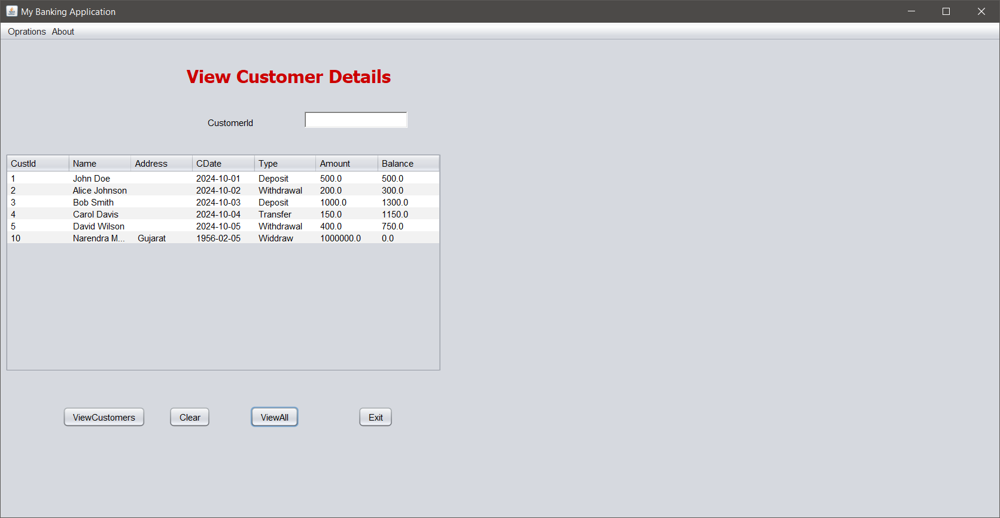 My Banking Application
Oprations About
View Customer Details
CustomerId
CustId Name Address CDate Type Amount Balance
1 John Doe 2024-10-01 Deposit 500.0 500.0
2 Alice Johnson 2024-10-02 Withdrawal 200.0 300.0
3 Bob Smith 2024-10-03 Deposit 1000.0 1300.0
4 Carol Davis 2024-10-04 Transfer 150.0 1150.0
5 David Wilson 2024-10-05 Withdrawal 400.0 750.0
10 Narendra M... Gujarat 1956-02-05 Widdraw 1000000.0 0.0
ViewCustomers Clear ViewAll Exit